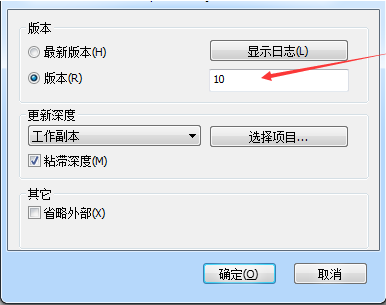 版本
最新版本(H)
显示日志(L)
版本(R)
10
更新深度
工作副本
选择项目...
粘滞深度(M)
其它
省略外部(X)
确定(O)
取消